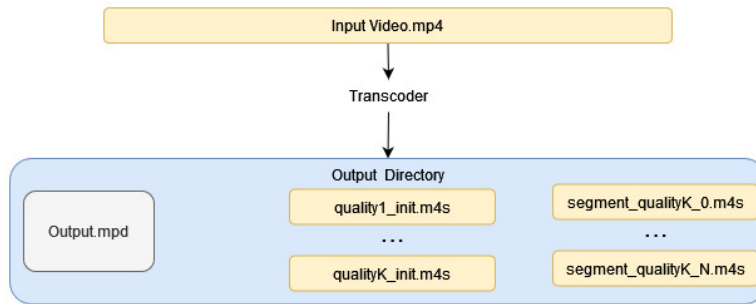 Input Video.mp4
Transcoder
Output Directory
Output.mpd
quality1_init.m4s
...
qualityK_init.m4s
segment_qualityK_0.m4s
...
segment_qualityK_N.m4s